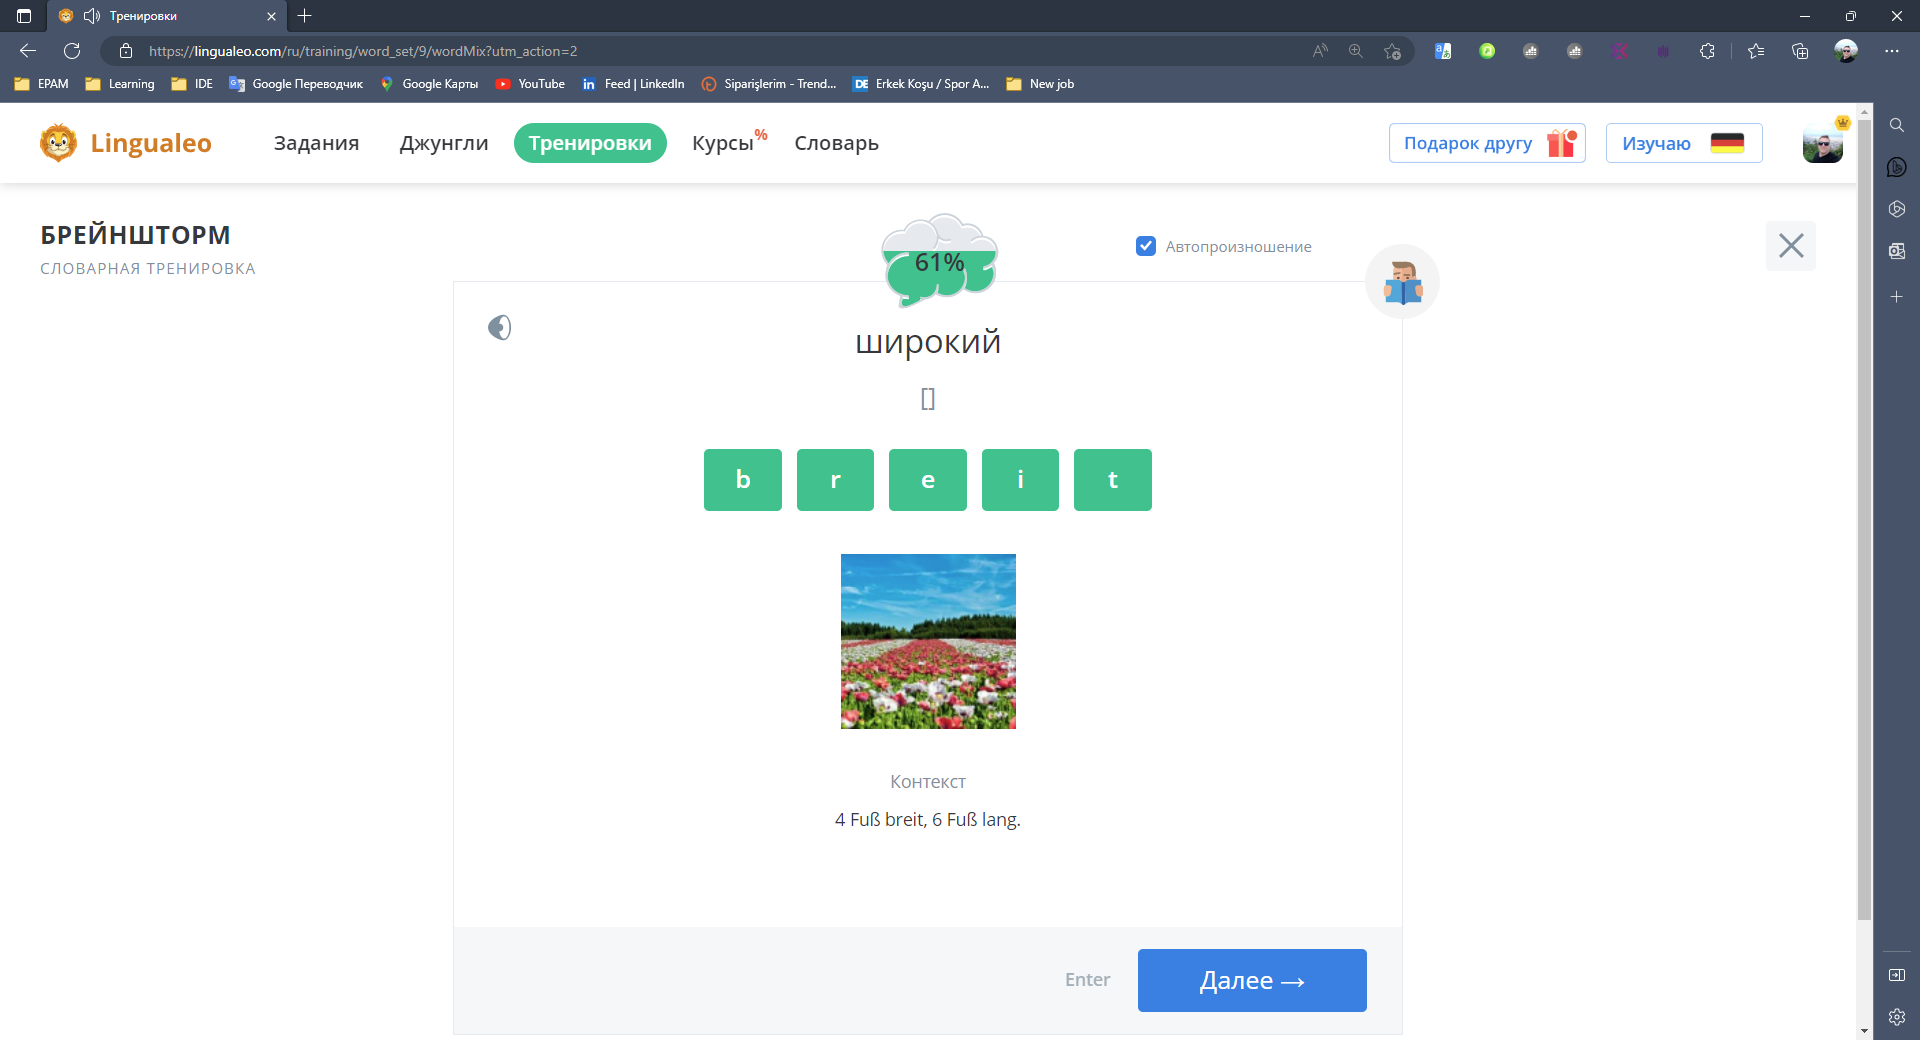 Тренировки
https://lingualeo.com/ru/training/word_set/9/wordMix?utm_action=2
EPAM
Learning
IDE
Google Переводчик
Google Карты
YouTube
Feed | LinkedIn
Siparişlerim - Trend...
Erkek Koşu / Spor A...
New job
Lingualeo
Задания
Джунгли
Тренировки
Курсы%
Словарь
Подарок другу
Изучаю
БРЕЙНШТОРМ
СЛОВАРНАЯ ТРЕНИРОВКА
61%
Автопроизношение
широкий
[]
b r e i t
Контекст
4 Fuß breit, 6 Fuß lang.
Enter
Далее →